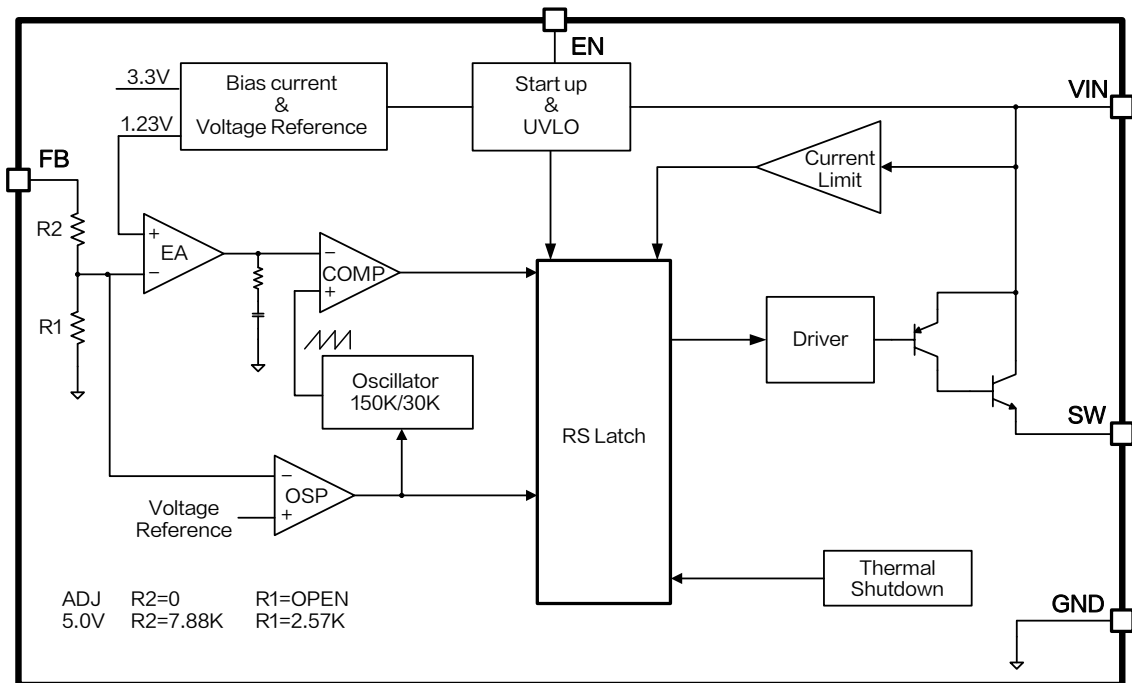 EN
3.3V
Bias current
&
Voltage Reference
Start up
&
UVLO
VIN
1.23V
FB
Current
Limit
R2
+
EA
−
−
COMP
+
R1
Oscillator
150K/30K
Driver
RS Latch
SW
−
OSP
+
Voltage
Reference
Thermal
Shutdown
ADJ R2=0 R1=OPEN
5.0V R2=7.88K R1=2.57K
GND